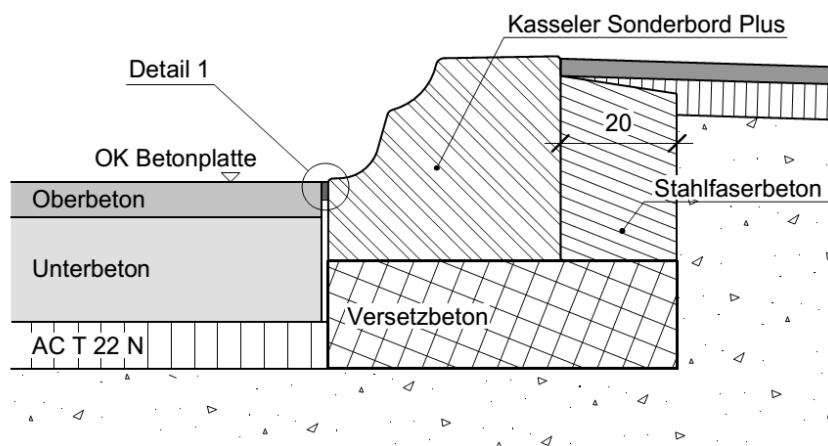 Kasseler Sonderbord Plus
Detail 1
20
OK Betonplatte
Oberbeton
Stahlfaserbeton
Unterbeton
Versetzbeton
AC T 22 N